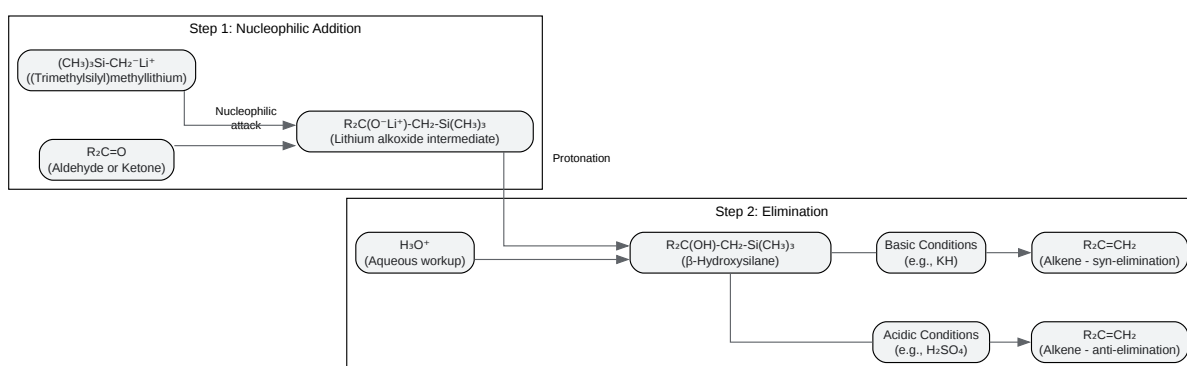 Step 1: Nucleophilic Addition
(CH₃)₃Si-CH₂⁻Li⁺
((Trimethylsilyl)methyllithium)
Nucleophilic
attack
R₂C=O
(Aldehyde or Ketone)
R₂C(O⁻Li⁺)-CH₂-Si(CH₃)₃
(Lithium alkoxide intermediate)
Protonation
Step 2: Elimination
H₃O⁺
(Aqueous workup)
R₂C(OH)-CH₂-Si(CH₃)₃
(β-Hydroxysilane)
Basic Conditions
(e.g., KH)
R₂C=CH₂
(Alkene - syn-elimination)
Acidic Conditions
(e.g., H₂SO₄)
R₂C=CH₂
(Alkene - anti-elimination)